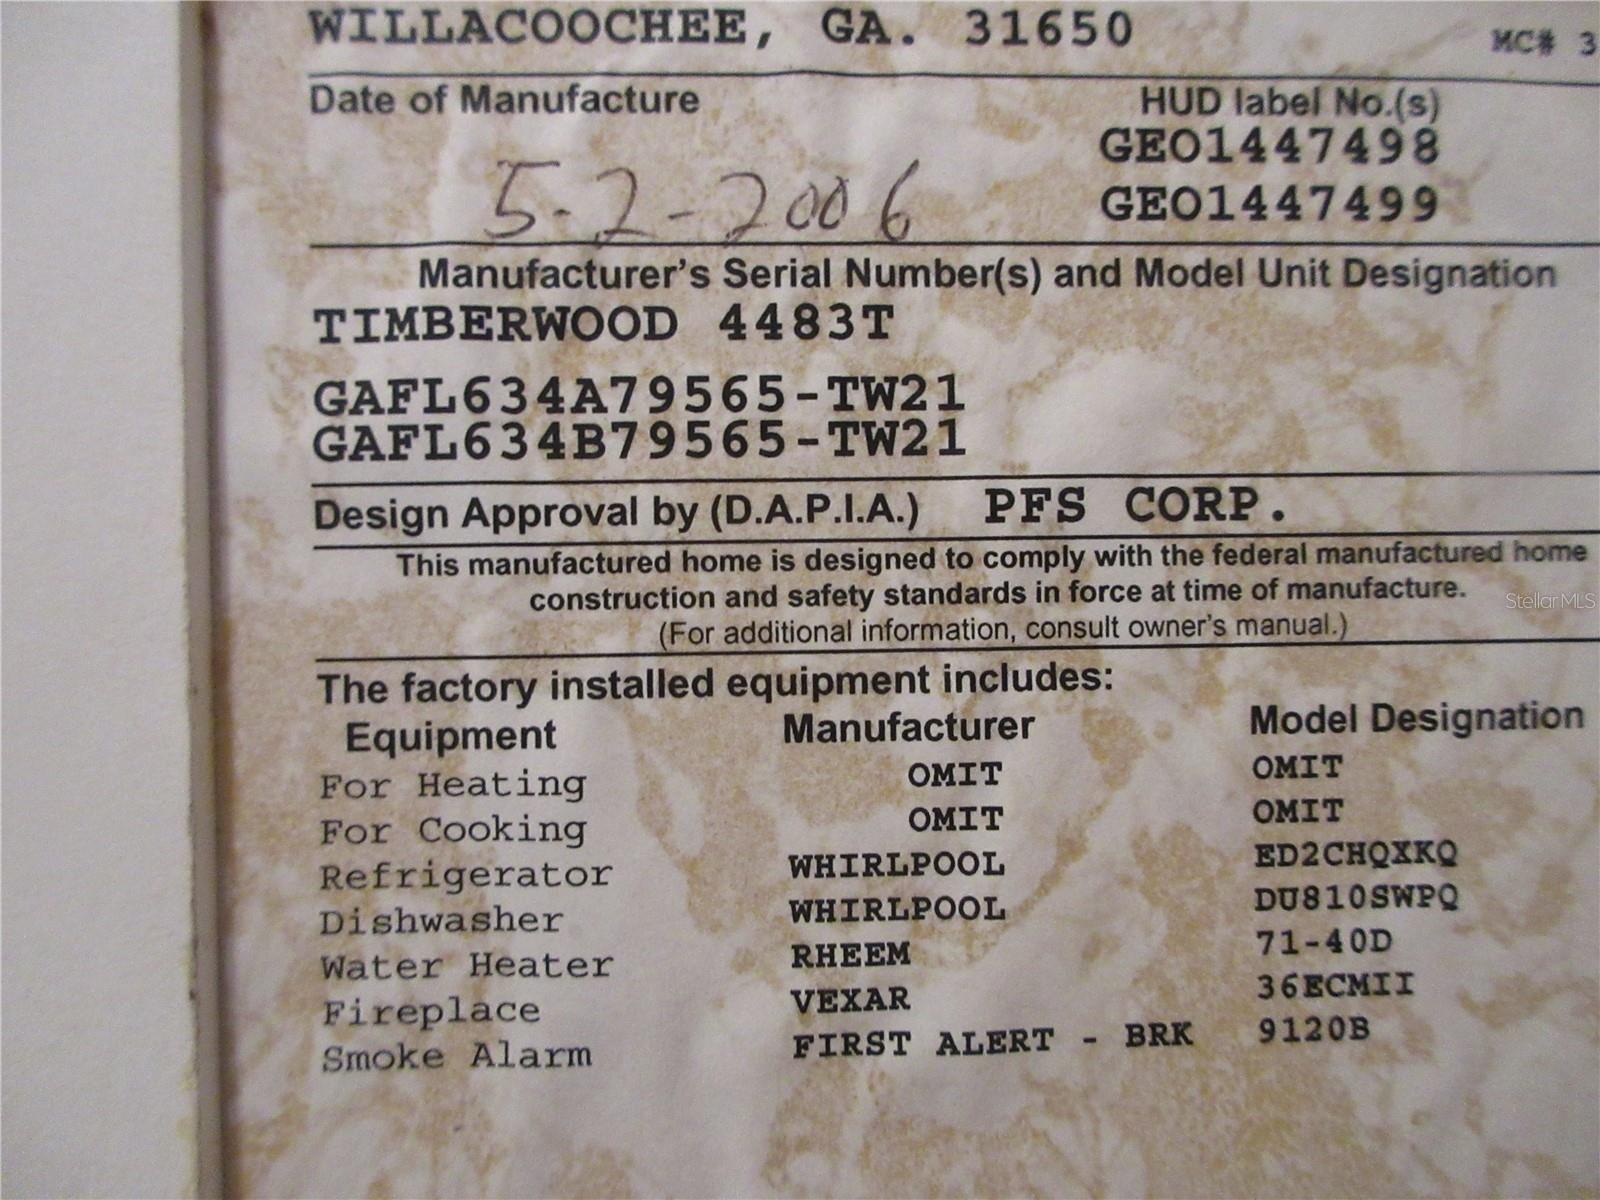 WILLACOOCHEE, GA. 31650
MC# 3
Date of Manufacture
HUD label No.(s)
GEO1447498
5-2-2006
GEO1447499
Manufacturer's Serial Number(s) and Model Unit Designation
TIMBERWOOD 4483T
GAFL634A79565-TW21
GAFL634B79565-TW21
Design Approval by (D.A.P.I.A.) PFS CORP.
This manufactured home is designed to comply with the federal manufactured home
construction and safety standards in force at time of manufacture.
(For additional information, consult owner's manual.)
StellarMLS
The factory installed equipment includes:
Equipment Manufacturer Model Designation
For Heating OMIT OMIT
For Cooking OMIT OMIT
Refrigerator WHIRLPOOL ED2CHQXKQ
Dishwasher WHIRLPOOL DU810SWPQ
Water Heater RHEEM 71-40D
Fireplace VEXAR 36ECMII
Smoke Alarm FIRST ALERT - BRK 9120B